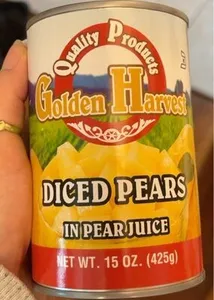 Quality Products
Golden Harvest
DICED PEARS
IN PEAR JUICE
NET WT. 15 OZ. (425g)